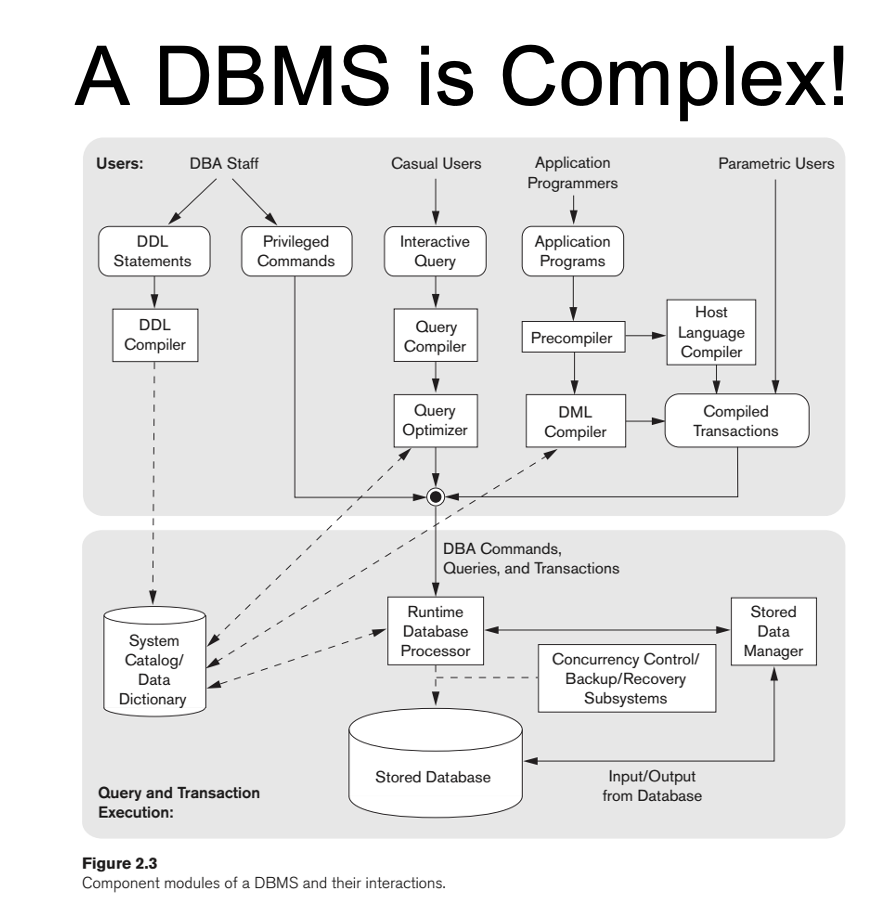 A DBMS is Complex!
Users:
DBA Staff
Casual Users
Application
Programmers
Parametric Users
DDL
Statements
Privileged
Commands
Interactive
Query
Application
Programs
DDL
Compiler
Query
Compiler
Precompiler
Host
Language
Compiler
Query
Optimizer
DML
Compiler
Compiled
Transactions
DBA Commands,
Queries, and Transactions
System
Catalog/
Data
Dictionary
Runtime
Database
Processor
Stored
Data
Manager
Concurrency Control/
Backup/Recovery
Subsystems
Stored Database
Input/Output
from Database
Query and Transaction
Execution:
Figure 2.3
Component modules of a DBMS and their interactions.